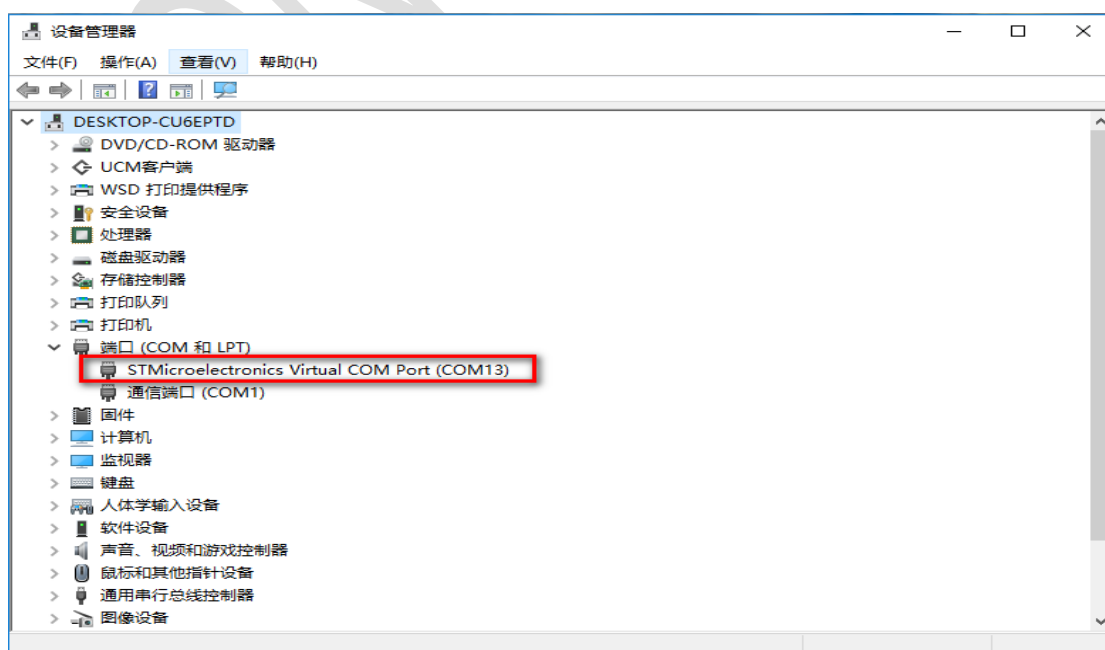 设备管理器
文件(F) 操作(A) 查看(V) 帮助(H)
DESKTOP-CU6EPTD
DVD/CD-ROM 驱动器
UCM客户端
WSD 打印提供程序
安全设备
处理器
磁盘驱动器
存储控制器
打印队列
打印机
端口 (COM 和 LPT)
STMicroelectronics Virtual COM Port (COM13)
通信端口 (COM1)
固件
计算机
监视器
键盘
人体学输入设备
软件设备
声音、视频和游戏控制器
鼠标和其他指针设备
通用串行总线控制器
图像设备